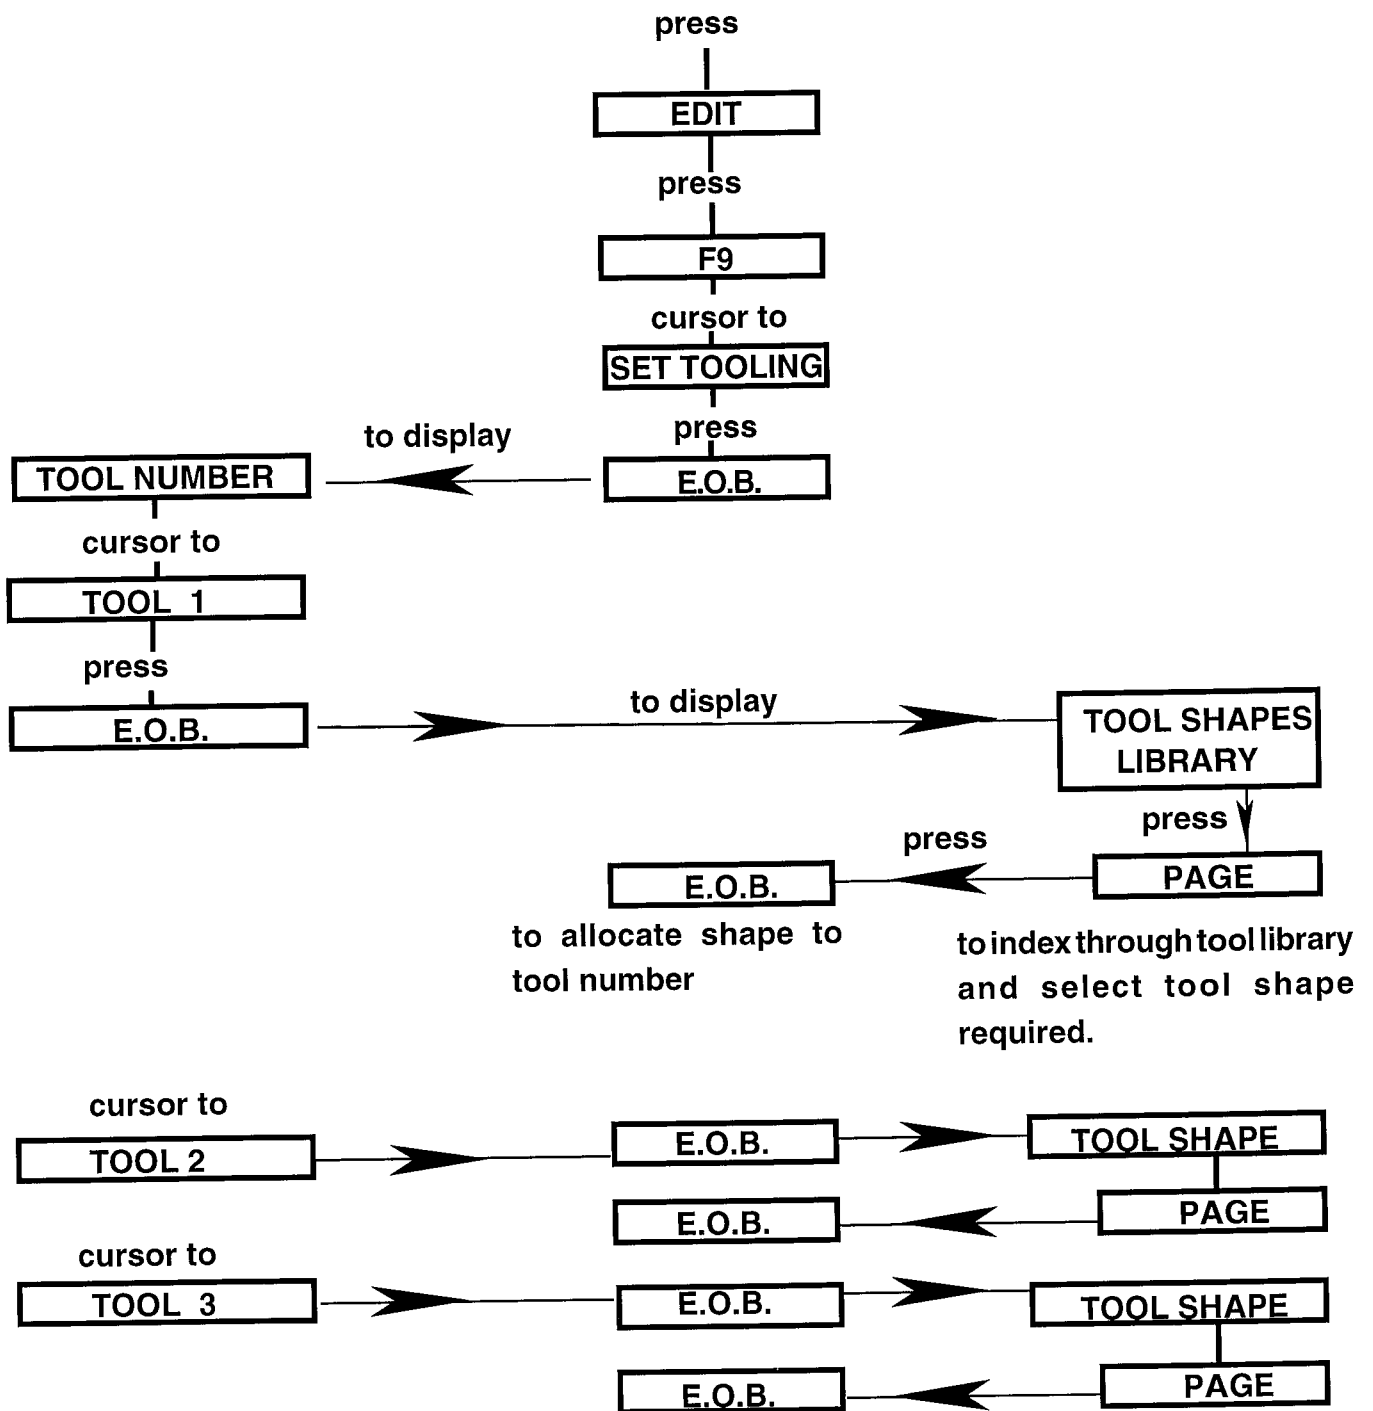 press
EDIT
press
F9
cursor to
SET TOOLING
press
E.O.B.
to display
TOOL NUMBER
cursor to
TOOL 1
press
E.O.B.
to display
TOOL SHAPES
LIBRARY
press
PAGE
to index through tool library
and select tool shape
required.
press
E.O.B.
to allocate shape to
tool number
cursor to
TOOL 2
E.O.B.
TOOL SHAPE
PAGE
E.O.B.
cursor to
TOOL 3
E.O.B.
TOOL SHAPE
PAGE
E.O.B.